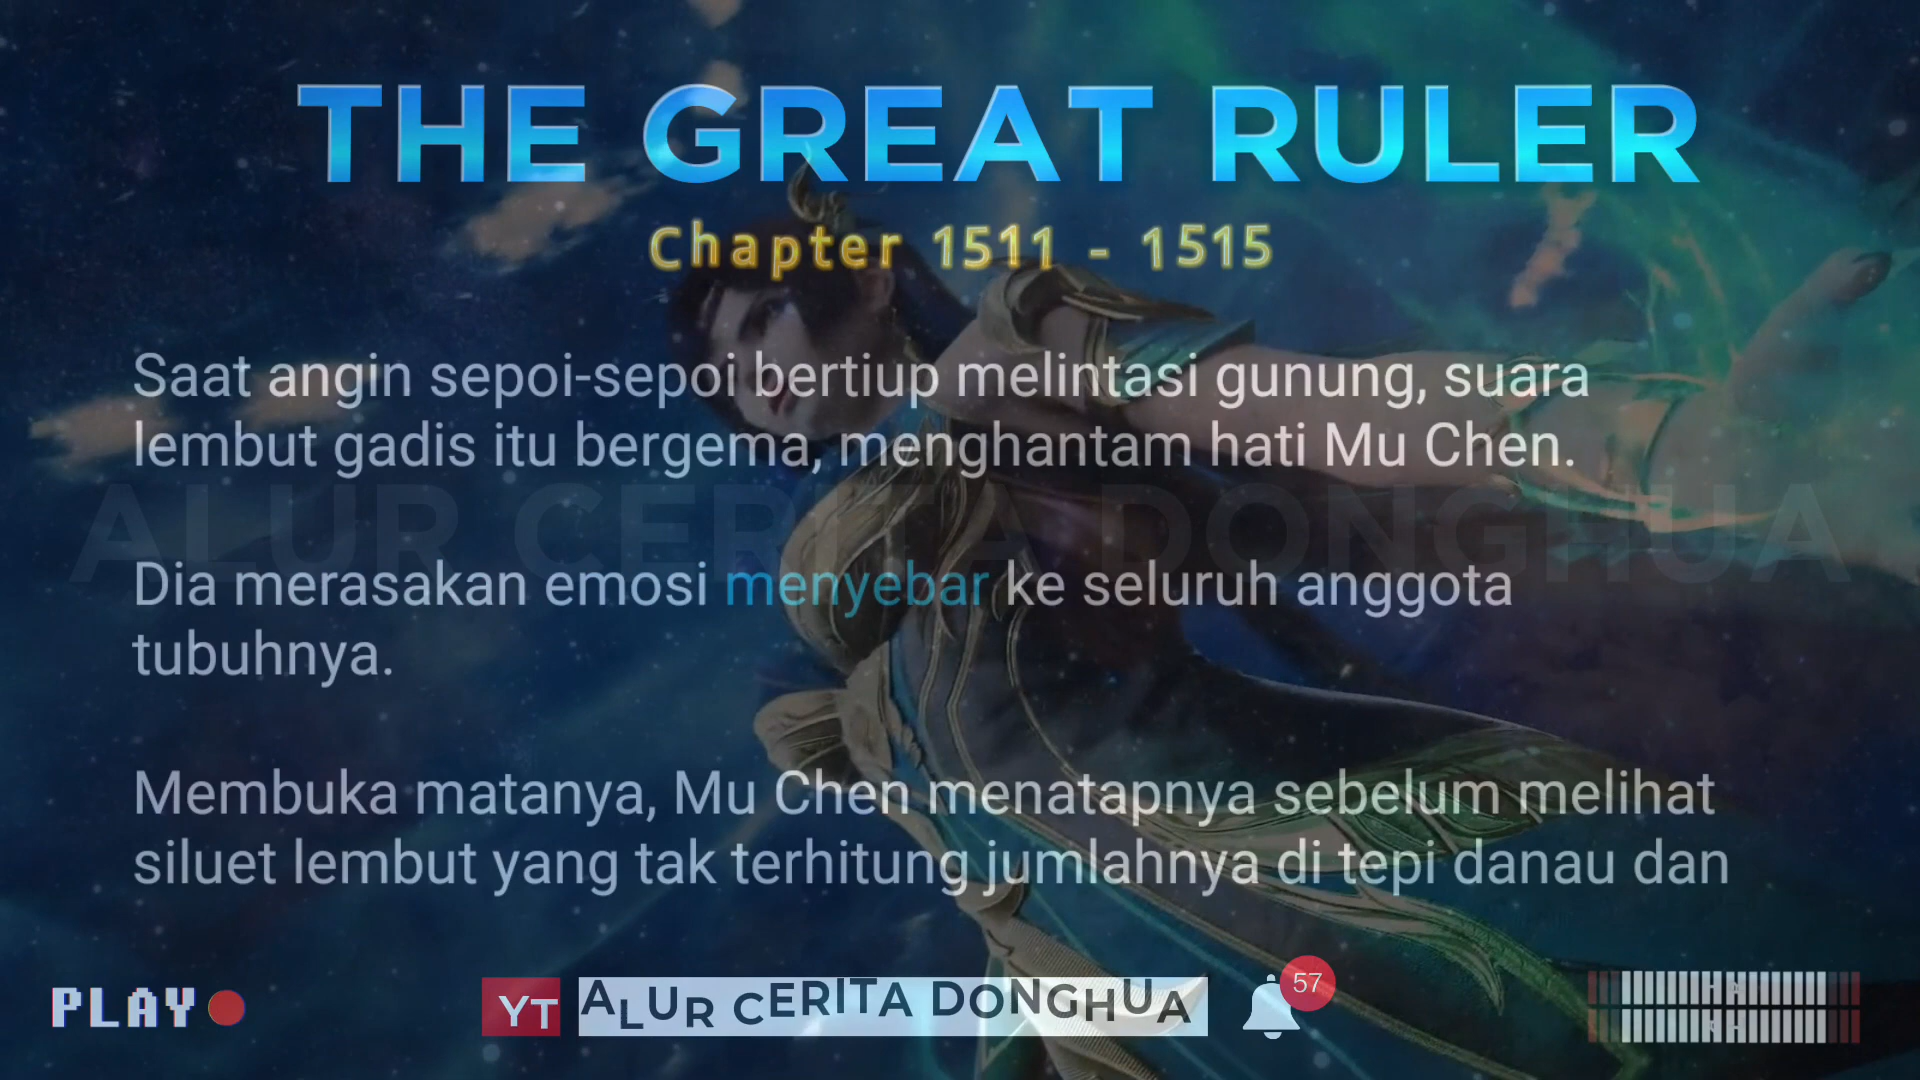 THE GREAT RULER
Chapter 1511 - 1515
Saat angin sepoi-sepoi bertiup melintasi gunung, suara
lembut gadis itu bergema, menghantam hati Mu Chen.
ALUR CERITA DONGHUA
Dia merasakan emosi menyebar ke seluruh anggota
tubuhnya.
Membuka matanya, Mu Chen menatapnya sebelum melihat
siluet lembut yang tak terhitung jumlahnya di tepi danau dan
PLAY
YT ALUR CERITA DONGHUA
57